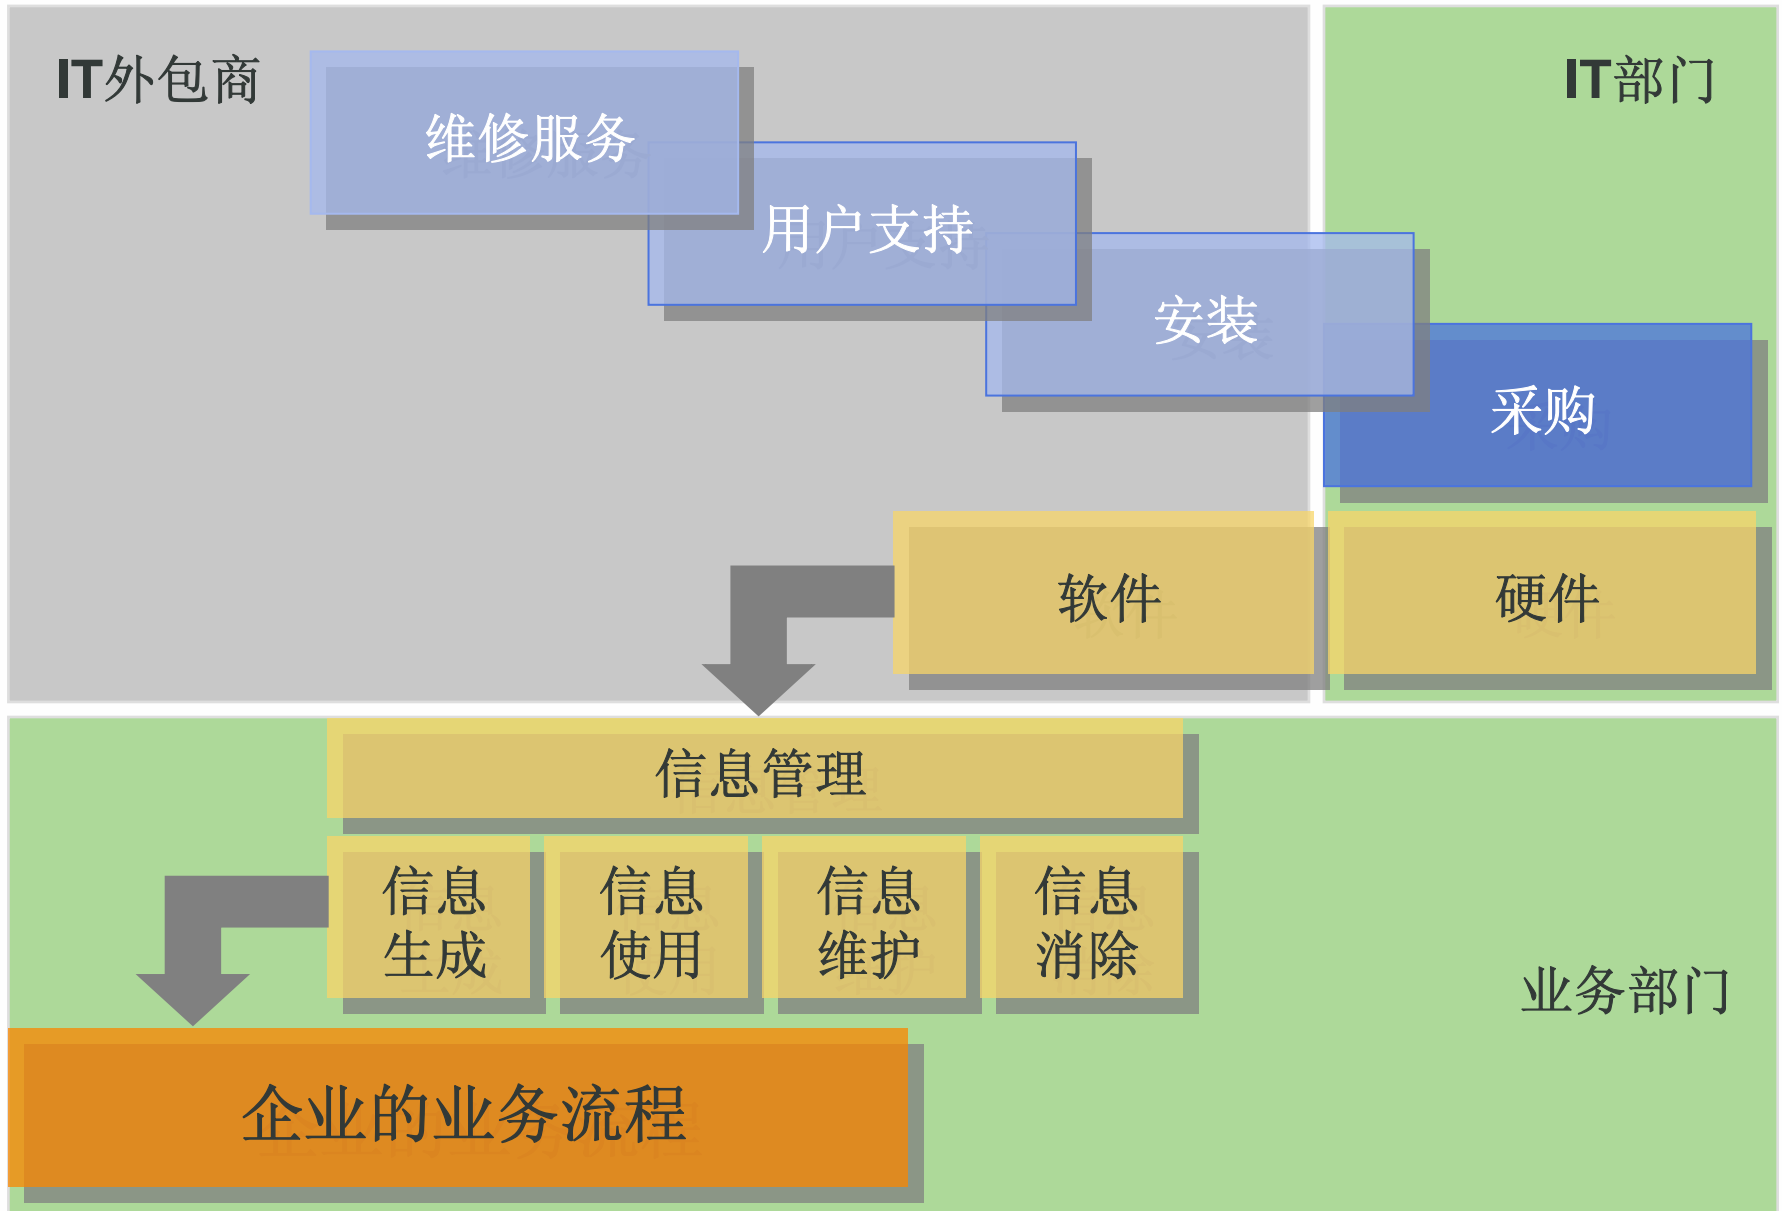 IT外包商
IT部门
维修服务
用户支持
安装
采购
软件
硬件
信息管理
信息
生成
信息
使用
信息
维护
信息
消除
业务部门
企业的业务流程